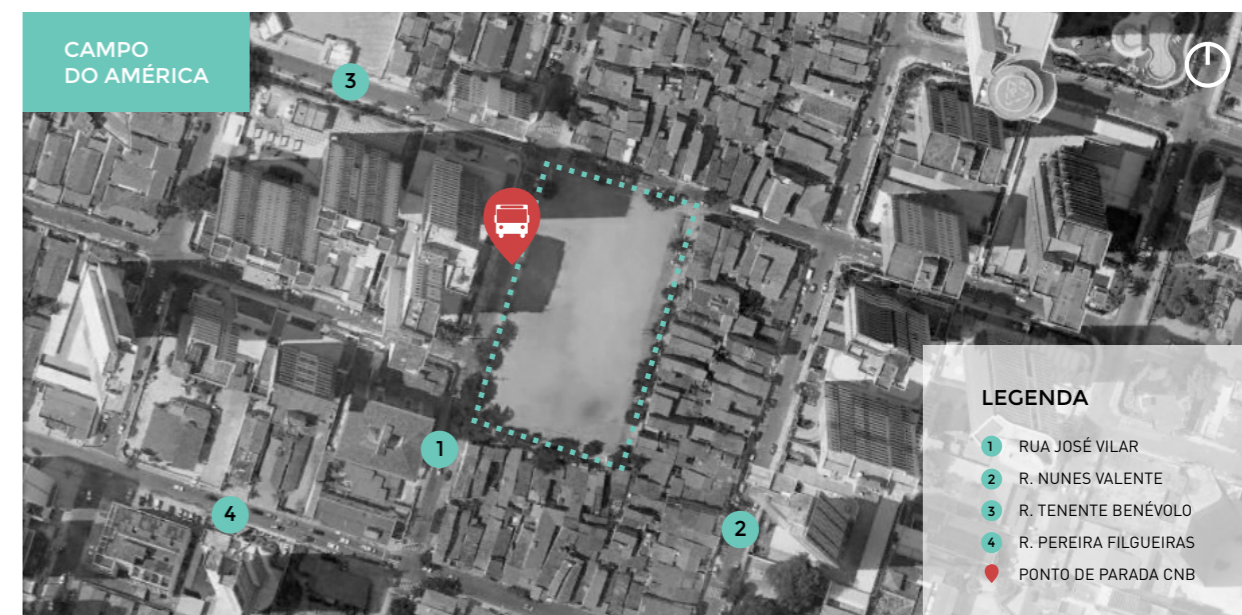 CAMPO
DO AMÉRICA
3
1
4
2
LEGENDA
1 RUA JOSÉ VILAR
2 R. NUNES VALENTE
3 R. TENENTE BENÉVOLO
4 R. PEREIRA FILGUEIRAS
PONTO DE PARADA CNB